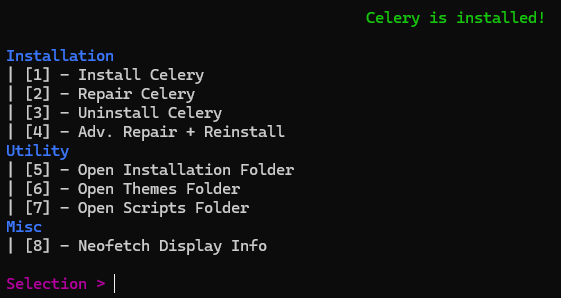 Celery is installed!
Installation
| [1] – Install Celery
| [2] – Repair Celery
| [3] – Uninstall Celery
| [4] – Adv. Repair + Reinstall
Utility
| [5] – Open Installation Folder
| [6] – Open Themes Folder
| [7] – Open Scripts Folder
Misc
| [8] – Neofetch Display Info
Selection >